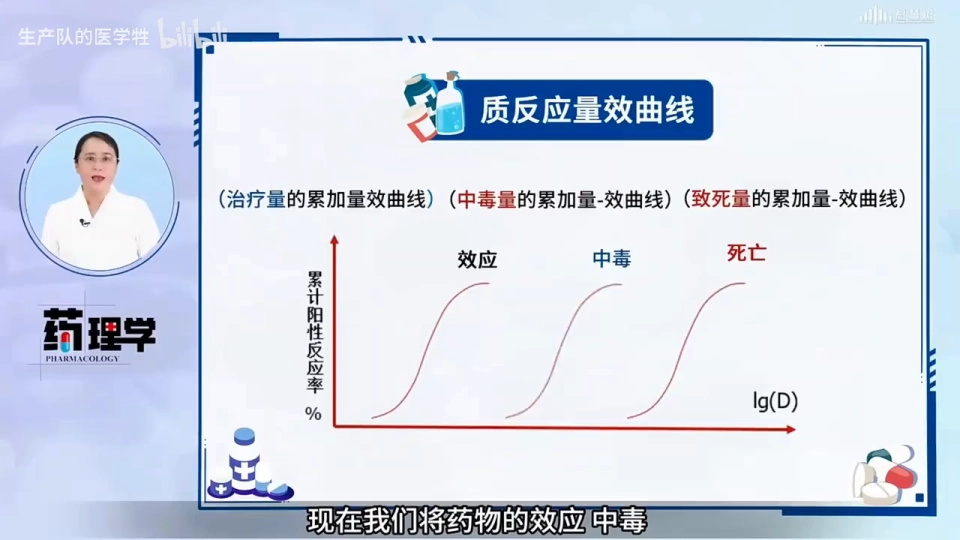 生产队的医学牲 bilibili
质反应量效曲线
（治疗量的累加量效曲线）（中毒量的累加量-效曲线）（致死量的累加量-效曲线）
效应 中毒 死亡
累计阳性反应率 %
lg(D)
药理学
PHARMACOLOGY
现在我们将药物的效应 中毒